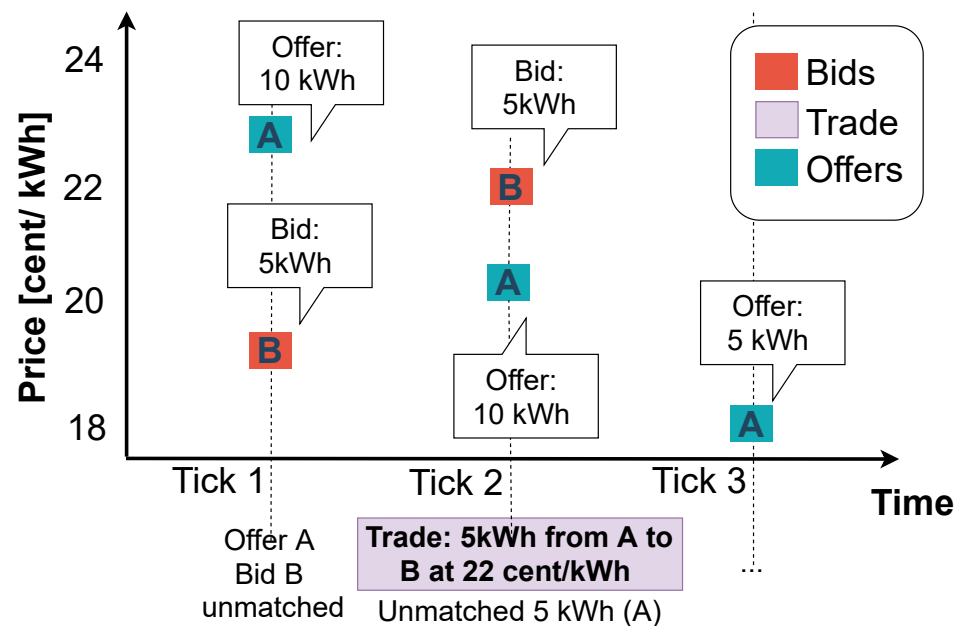 Price [cent/ kWh]
24
22
20
18
Offer:
10 kWh
A
Bid:
5kWh
B
Bid:
5kWh
B
A
Offer:
10 kWh
Offer:
5 kWh
A
Bids
Trade
Offers
Tick 1
Tick 2
Tick 3
Time
Offer A
Bid B
unmatched
Trade: 5kWh from A to
B at 22 cent/kWh
Unmatched 5 kWh (A)
...